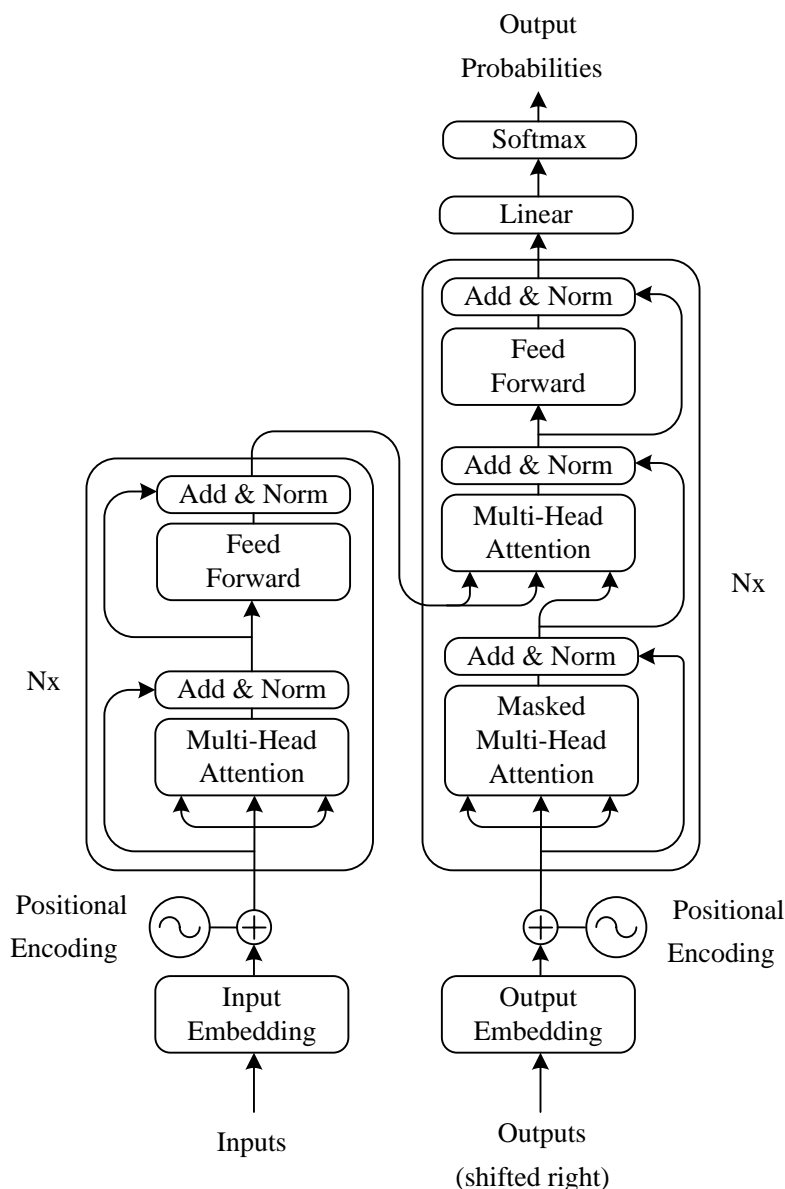 Output
Probabilities
Softmax
Linear
Add & Norm
Feed
Forward
Add & Norm
Multi-Head
Attention
Nx
Add & Norm
Masked
Multi-Head
Attention
Add & Norm
Feed
Forward
Nx
Add & Norm
Multi-Head
Attention
Positional
Encoding
Positional
Encoding
Input
Embedding
Output
Embedding
Inputs
Outputs
(shifted right)